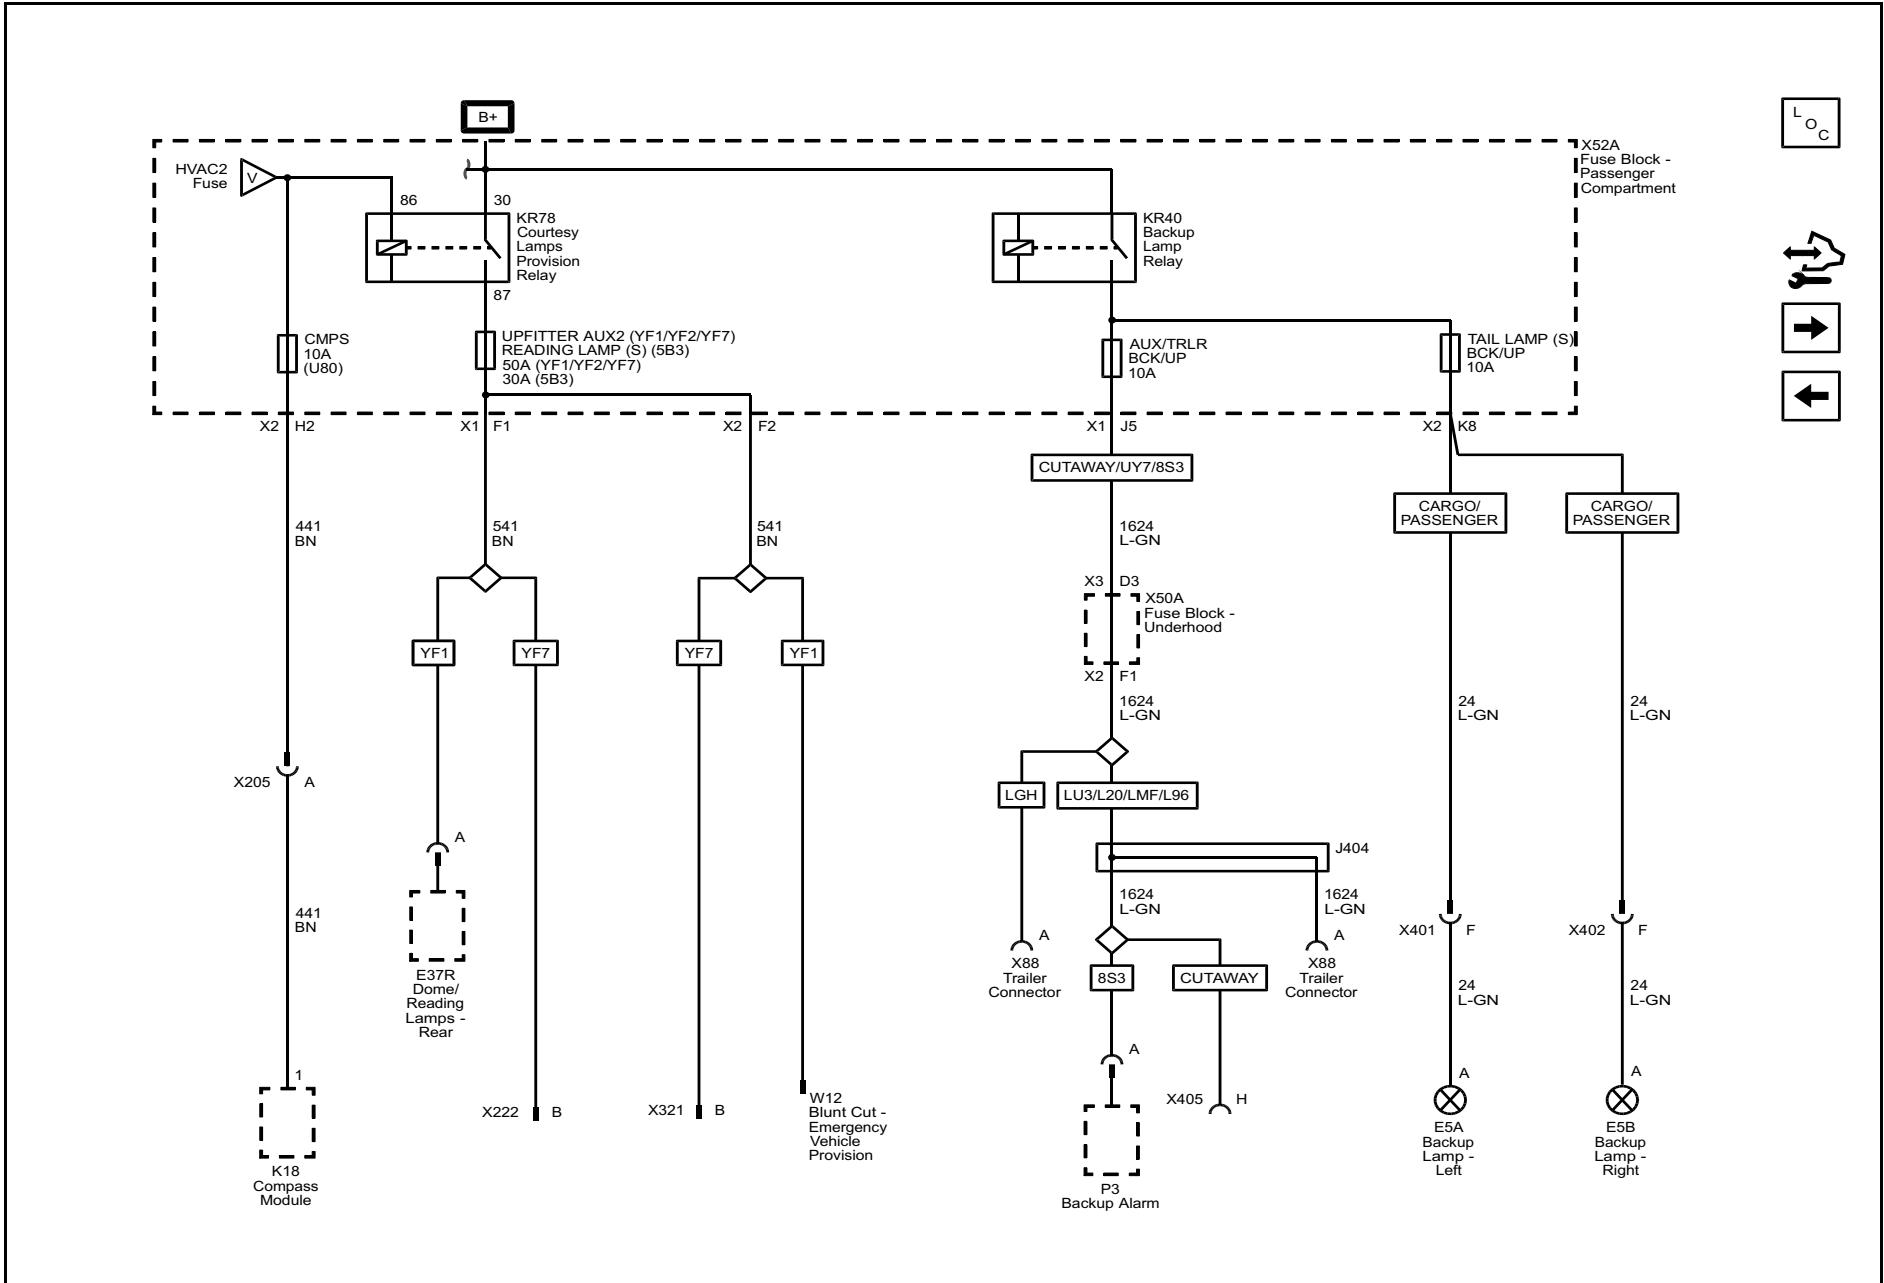 B+
L
O
C
X52A
Fuse Block -
Passenger
Compartment
HVAC2
Fuse
V
86
30
KR78
Courtesy
Lamps
Provision
Relay
87
KR40
Backup
Lamp
Relay
CMPS
10A
(U80)
UPFITTER AUX2 (YF1/YF2/YF7)
READING LAMP (S) (5B3)
50A (YF1/YF2/YF7)
30A (5B3)
AUX/TRLR
BCK/UP
10A
TAIL LAMP (S)
BCK/UP
10A
X2 H2
X1 F1
X2 F2
X1 J5
X2 K8
CUTAWAY/UY7/8S3
CARGO/
PASSENGER
CARGO/
PASSENGER
441
BN
541
BN
541
BN
1624
L-GN
X3 D3
X50A
Fuse Block -
Underhood
X2 F1
YF1
YF7
YF7
YF1
1624
L-GN
24
L-GN
24
L-GN
X205 A
LGH
LU3/L20/LMF/L96
A
J404
441
BN
1624
L-GN
1624
L-GN
X401 F
X402 F
A
X88
Trailer
Connector
A
X88
Trailer
Connector
8S3
CUTAWAY
E37R
Dome/
Reading
Lamps -
Rear
24
L-GN
24
L-GN
A
1
A
A
X222 B
X321 B
W12
Blunt Cut -
Emergency
Vehicle
Provision
X405 H
E5A
Backup
Lamp -
Left
E5B
Backup
Lamp -
Right
K18
Compass
Module
P3
Backup Alarm